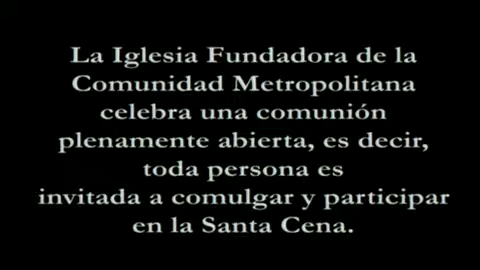 La Iglesia Fundadora de la
Comunidad Metropolitana
celebra una comunión
plenamente abierta, es decir,
toda persona es
invitada a comulgar y participar
en la Santa Cena.